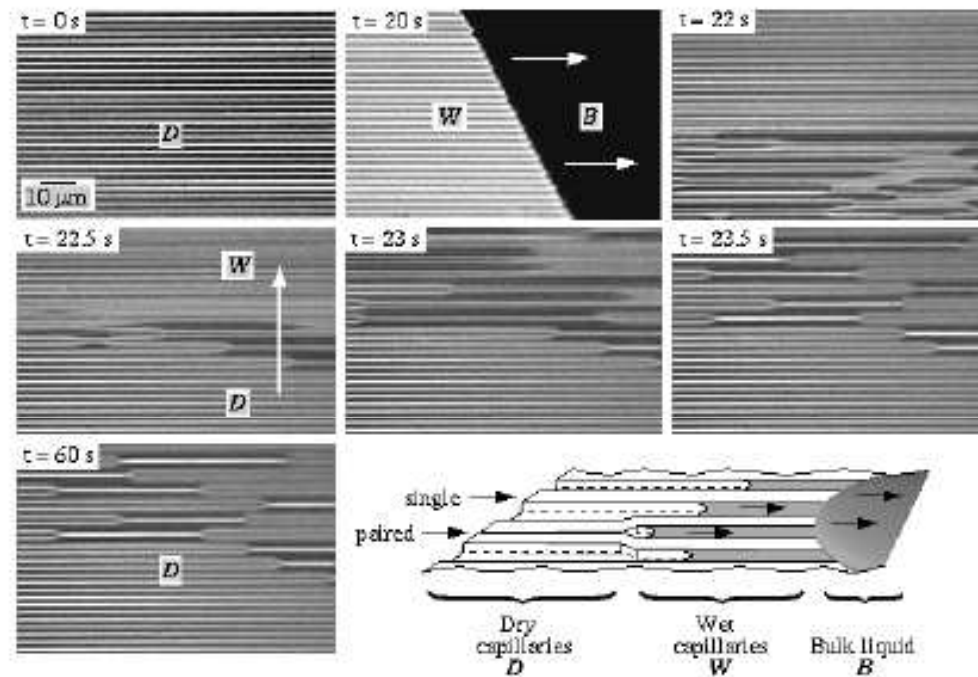 t = 0 s
D
10 μm
t = 20 s
W
B
t = 22 s
t = 22.5 s
W
D
t = 23 s
t = 23.5 s
t = 60 s
D
single
paired
Dry
capillaries
D
Wet
capillaries
W
Bulk liquid
B